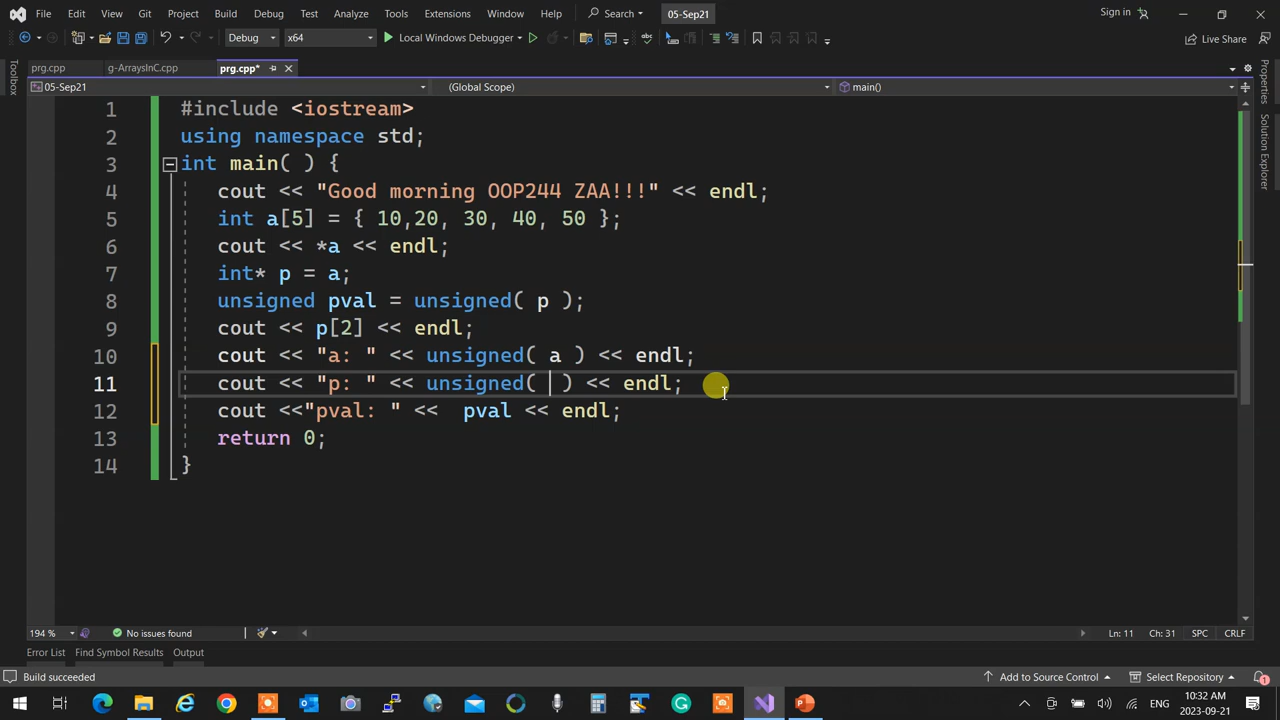 File Edit View Git Project Build Debug Test Analyze Tools Extensions Window Help Search 05-Sep21 Sign in
Debug x64 Local Windows Debugger Live Share
prg.cpp g-ArraysInC.cpp prg.cpp*
05-Sep21 (Global Scope) main()
Toolbox
Properties
Solution Explorer
1 #include <iostream>
2 using namespace std;
3 int main( ) {
4 cout << "Good morning OOP244 ZAA!!!" << endl;
5 int a[5] = { 10,20, 30, 40, 50 };
6 cout << *a << endl;
7 int* p = a;
8 unsigned pval = unsigned( p );
9 cout << p[2] << endl;
10 cout << "a: " << unsigned( a ) << endl;
11 cout << "p: " << unsigned( ) << endl;
12 cout <<"pval: " << pval << endl;
13 return 0;
14 }
194 % No issues found Ln: 11 Ch: 31 SPC CRLF
Error List Find Symbol Results Output
Build succeeded Add to Source Control Select Repository 1
10:32 AM
ENG
2023-09-21